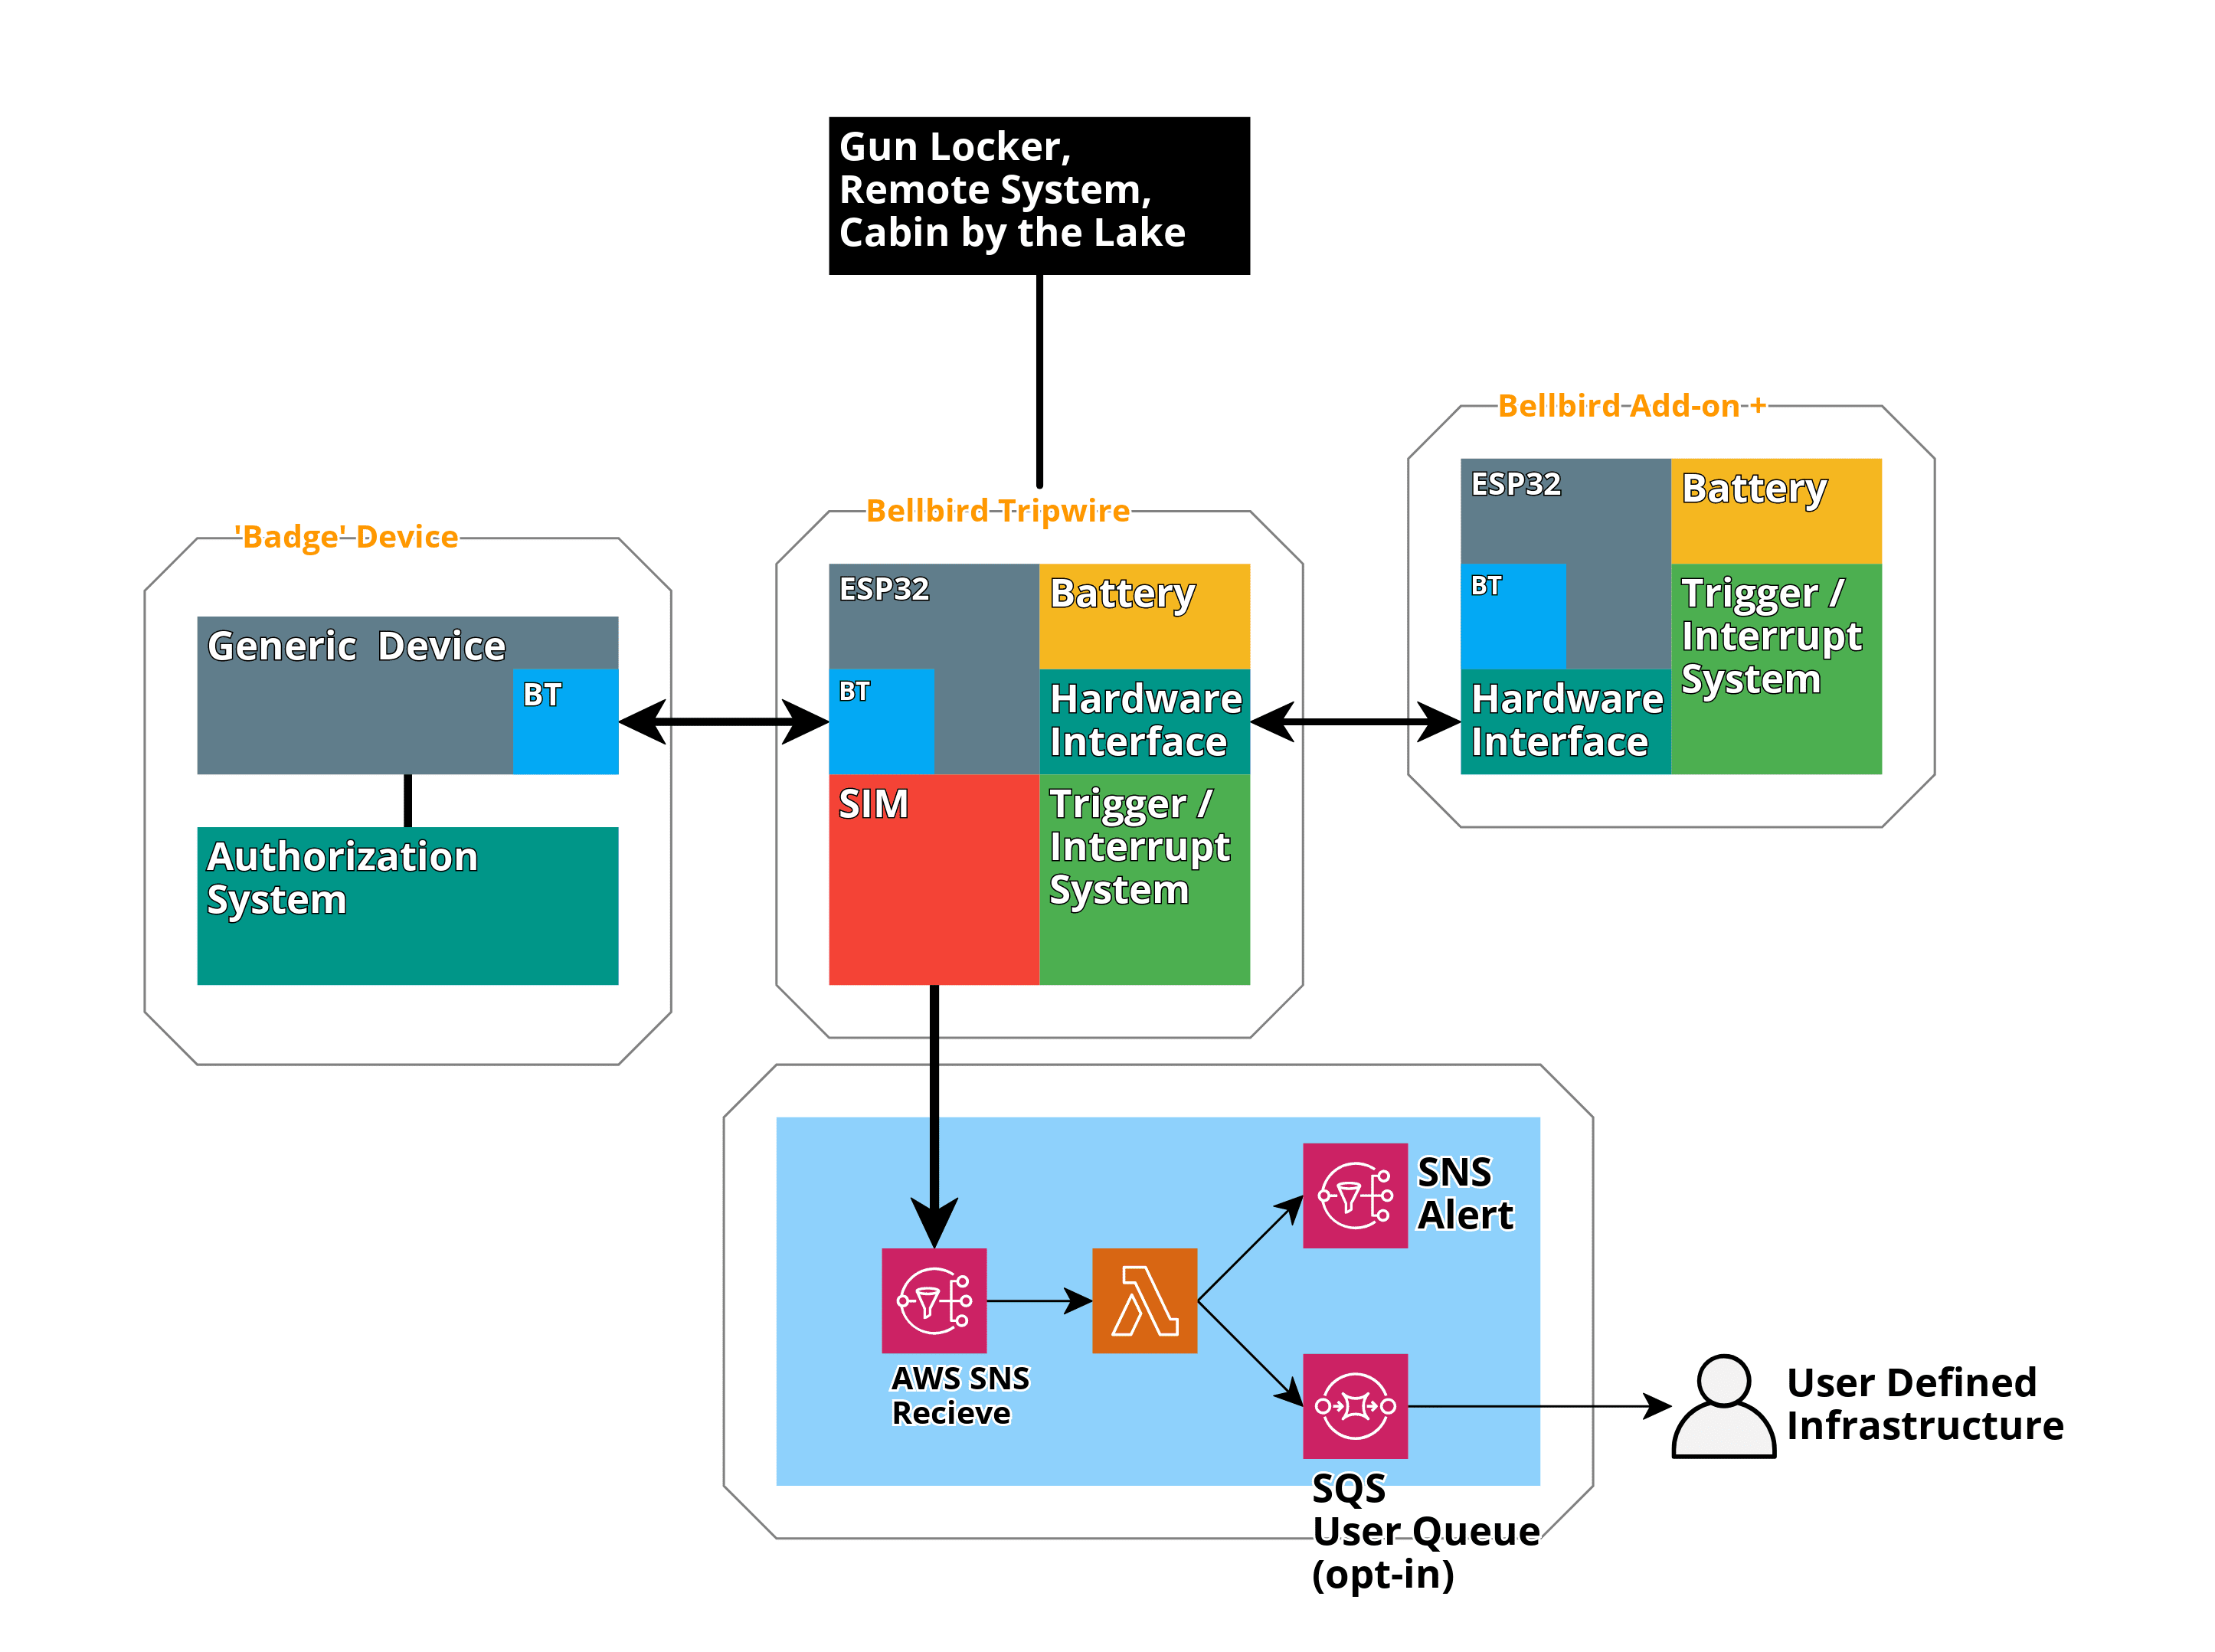 Gun Locker,
Remote System,
Cabin by the Lake
Bellbird Add-on +
ESP32
Battery
BT
Trigger /
Interrupt
System
Hardware
Interface
Bellbird Tripwire
ESP32
Battery
BT
Hardware
Interface
SIM
Trigger /
Interrupt
System
'Badge' Device
Generic  Device
BT
Authorization
System
SNS
Alert
AWS SNS
Recieve
SQS
User Queue
(opt-in)
User Defined
Infrastructure